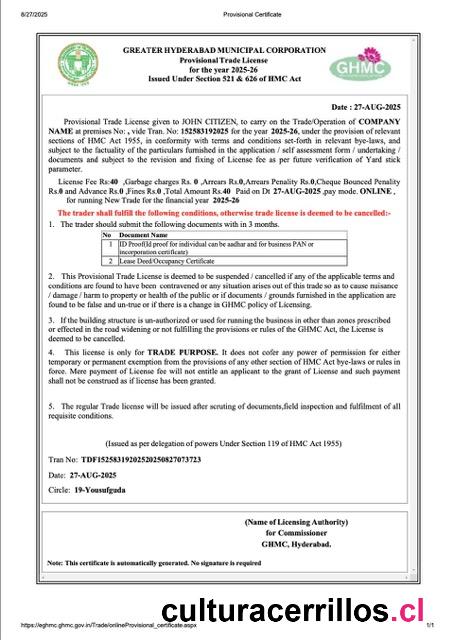 8/27/2025 Provisional Certificate
GREATER HYDERABAD MUNICIPAL CORPORATION
Provisional Trade License
for the year 2025-26
Issued Under Section 521 & 626 of HMC Act
GHMC
Date : 27-AUG-2025
Provisional Trade License given to JOHN CITIZEN, to carry on the Trade/Operation of COMPANY
NAME at premises No: , vide Tran. No: 152583192025 for the year 2025-26, under the provision of relevant
sections of HMC Act 1955, in conformity with terms and conditions set-forth in relevant bye-laws, and
subject to the factuality of the particulars furnished in the application / self assessment form / undertaking /
documents and subject to the revision and fixing of License fee as per future verification of Yard stick
parameter.
License Fee Rs:40 ,Garbage charges Rs. 0 ,Arrears Rs.0,Arrears Penality Rs.0,Cheque Bounced Penality
Rs.0 and Advance Rs.0 ,Fines Rs.0 ,Total Amount Rs.40 Paid on Dt 27-AUG-2025 ,pay mode. ONLINE ,
for running New Trade for the financial year 2025-26
The trader shall fulfill the following conditions, otherwise trade license is deemed to be cancelled:-
1. The trader should submit the following documents with in 3 months.
No Document Name
1 ID Proof(Id proof for individual can be aadhar and for business PAN or
incorporation certificate)
2 Lease Deed/Occupancy Certificate
2. This Provisional Trade License is deemed to be suspended / cancelled if any of the applicable terms and
conditions are found to have been contravened or any situation arises out of this trade so as to cause nuisance
/ damage / harm to property or health of the public or if documents / grounds furnished in the application are
found to be false and un-true or if there is a change in GHMC policy of Licensing.
3. If the building structure is un-authorized or used for running the business in other than zones prescribed
or effected in the road widening or not fulfilling the provisions or rules of the GHMC Act, the License is
deemed to be cancelled.
4. This license is only for TRADE PURPOSE. It does not cofer any power of permission for either
temporary or permanent exemption from the provisions of any other section of HMC Act bye-laws or rules in
force. Mere payment of License fee will not entitle an applicant to the grant of License and such payment
shall not be construed as if license has been granted.
5. The regular Trade license will be issued after scruting of documents,field inspection and fulfilment of all
requisite conditions.
(Issued as per delegation of powers Under Section 119 of HMC Act 1955)
Tran No: TDF15258319202520250827073723
Date: 27-AUG-2025
Circle: 19-Yousufguda
(Name of Licensing Authority)
for Commissioner
GHMC, Hyderabad.
Note: This certificate is automatically generated. No signature is required
culturacerrillos.cl
https://eghmc.ghmc.gov.in/Trade/onlineProvisional_certificate.aspx 1/1